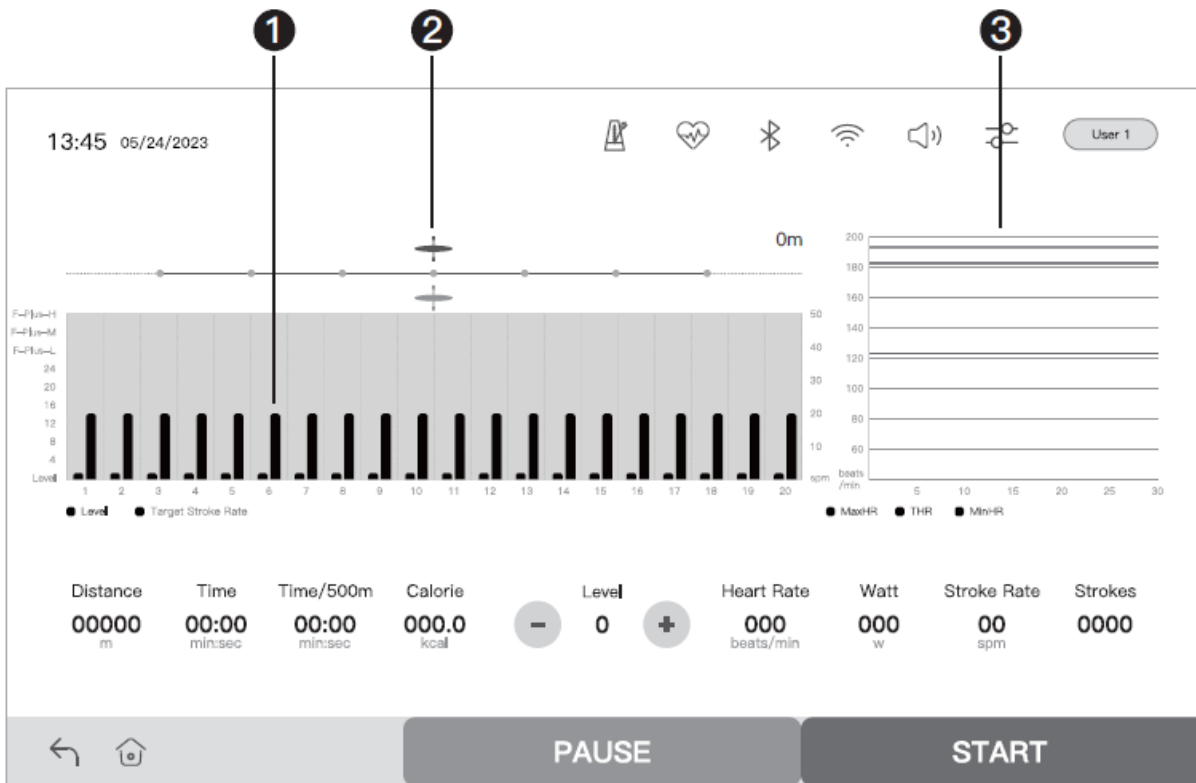 1 2 3
13:45 05/24/2023
User 1
0m
F-Plus-H
F-Plus-M
F-Plus-L
24
20
16
12
8
4
Level
50
40
30
20
10
spm
1 2 3 4 5 6 7 8 9 10 11 12 13 14 15 16 17 18 19 20
Level Target Stroke Rate
200
180
160
140
120
100
80
60
beats
/min
5 10 15 20 25 30
MaxHR THR MinHR
Distance Time Time/500m Calorie Level Heart Rate Watt Stroke Rate Strokes
00000 00:00 00:00 000.0 - 0 + 000 000 00 0000
m min:sec min:sec kcal beats/min w spm
PAUSE START